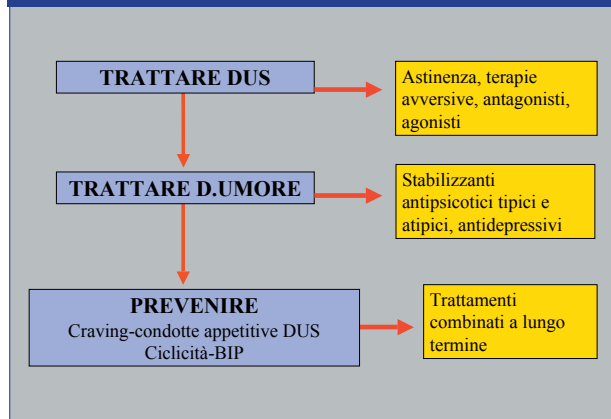 TRATTARE DUS
Astinenza, terapie
avversive, antagonisti,
agonisti
TRATTARE D.UMORE
Stabilizzanti
antipsicotici tipici e
atipici, antidepressivi
PREVENIRE
Craving-condotte appetitive DUS
Ciclicità-BIP
Trattamenti
combinati a lungo
termine